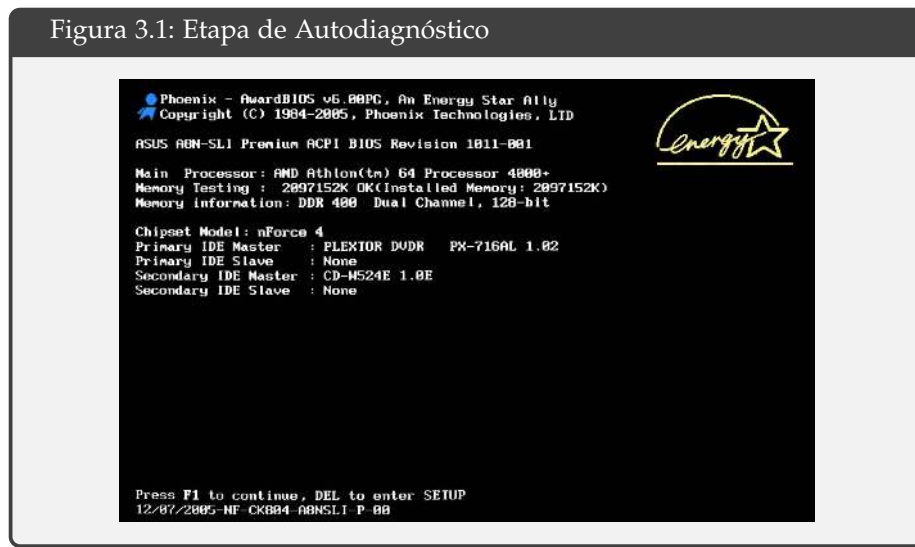 Figura 3.1: Etapa de Autodiagnóstico
Phoenix - AwardBIOS v6.00PG, An Energy Star Ally
Copyright (C) 1984-2005, Phoenix Technologies, LTD
energy
ASUS A8N-SLI Premium ACPI BIOS Revision 1011-001
Main Processor: AMD Athlon(tm) 64 Processor 4000+
Memory Testing : 2097152K OK(Installed Memory: 2097152K)
Memory information: DDR 400 Dual Channel, 128-bit
Chipset Model: nForce 4
Primary IDE Master : PLEXTOR DVDR PX-716AL 1.02
Primary IDE Slave : None
Secondary IDE Master : CD-W524E 1.0E
Secondary IDE Slave : None
Press F1 to continue, DEL to enter SETUP
12/07/2005-NF-CK804-A8NSLI-P-00